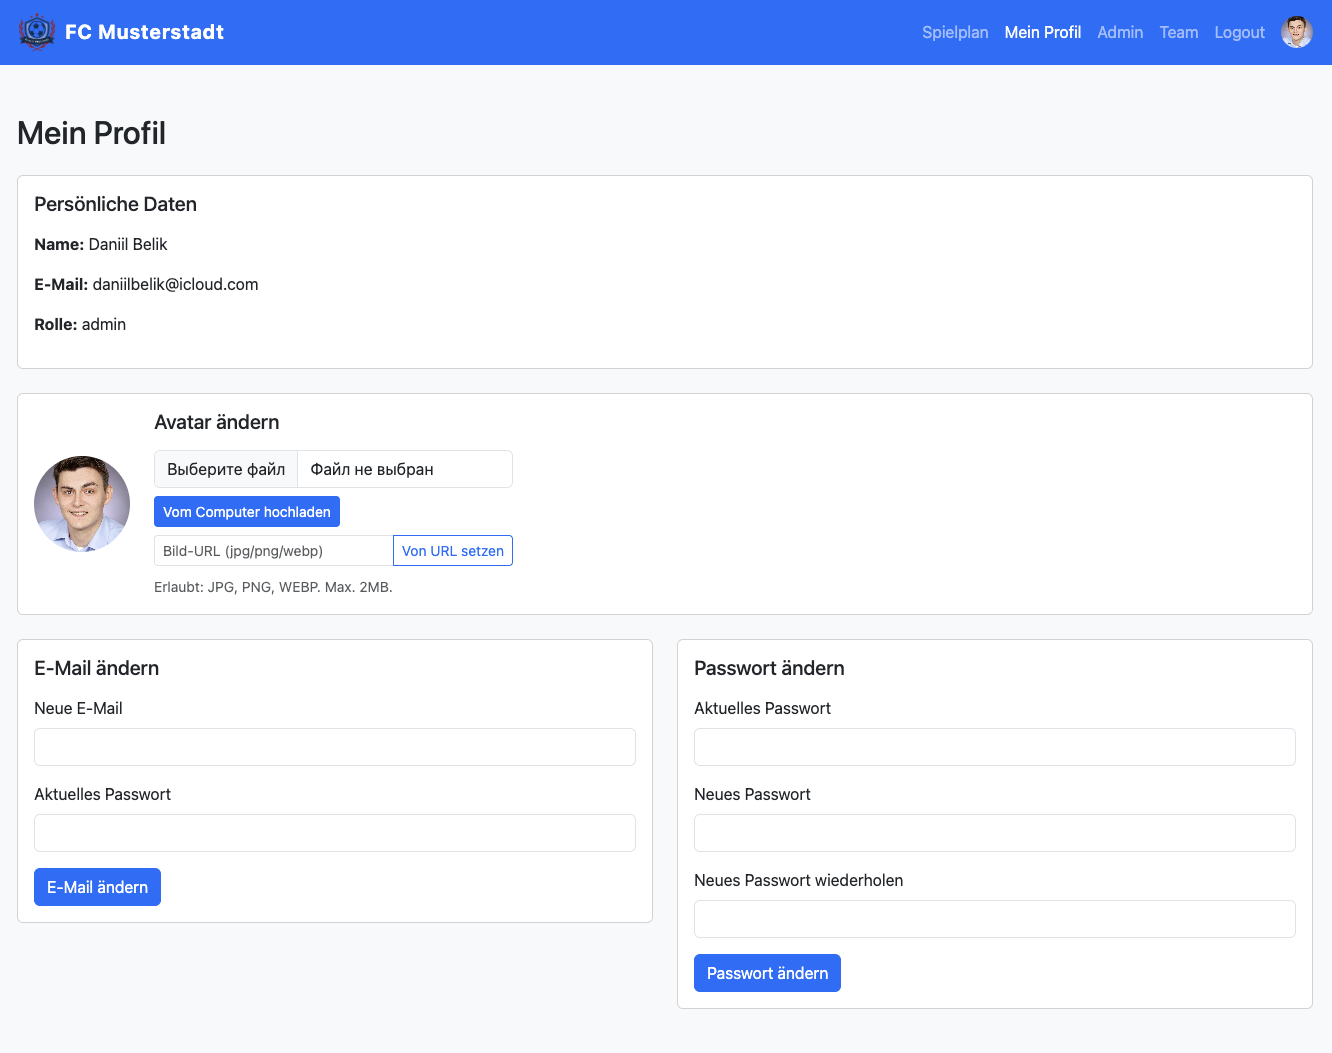 FC Musterstadt
Spielplan Mein Profil Admin Team Logout
Mein Profil
Persönliche Daten
Name: Daniil Belik
E-Mail: daniilbelik@icloud.com
Rolle: admin
Avatar ändern
Выберите файл Файл не выбран
Vom Computer hochladen
Bild-URL (jpg/png/webp) Von URL setzen
Erlaubt: JPG, PNG, WEBP. Max. 2MB.
E-Mail ändern
Neue E-Mail
Aktuelles Passwort
E-Mail ändern
Passwort ändern
Aktuelles Passwort
Neues Passwort
Neues Passwort wiederholen
Passwort ändern